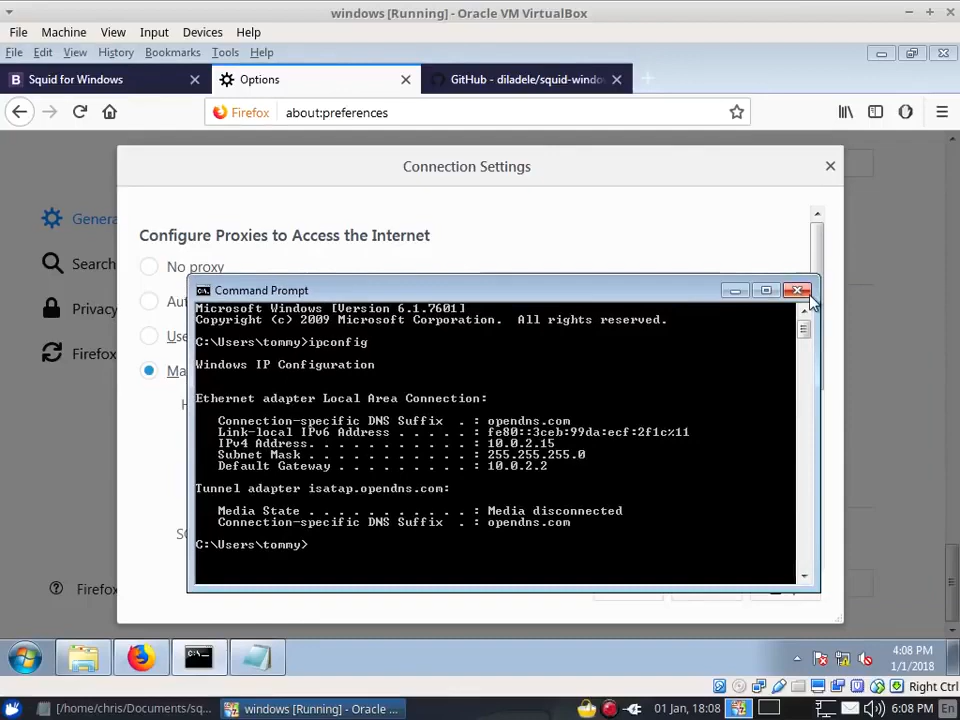 windows [Running] - Oracle VM VirtualBox
File Machine View Input Devices Help
File Edit View History Bookmarks Tools Help
Squid for Windows
Options
GitHub - diladele/squid-windo
Firefox about:preferences
Connection Settings
Genera
Configure Proxies to Access the Internet
Search
No proxy
Command Prompt
Aut
Privacy
Use
Firefox
Ma
H
Microsoft Windows [Version 6.1.7601]
Copyright (c) 2009 Microsoft Corporation. All rights reserved.
C:\Users\tommy>ipconfig
Windows IP Configuration
Ethernet adapter Local Area Connection:
Connection-specific DNS Suffix . : opendns.com
Link-local IPv6 Address . . . . . : fe80::3ceb:99da:ecf:2f1c%11
IPv4 Address. . . . . . . . . . . : 10.0.2.15
Subnet Mask . . . . . . . . . . . : 255.255.255.0
Default Gateway . . . . . . . . . : 10.0.2.2
Tunnel adapter isatap.opendns.com:
Media State . . . . . . . . . . . : Media disconnected
Connection-specific DNS Suffix . : opendns.com
C:\Users\tommy>
SO
Firefo
4:08 PM
1/1/2018
Right Ctrl
[/home/chris/Documents/sq...
windows [Running] - Oracle ...
01 Jan, 18:08
6:08 PM
En